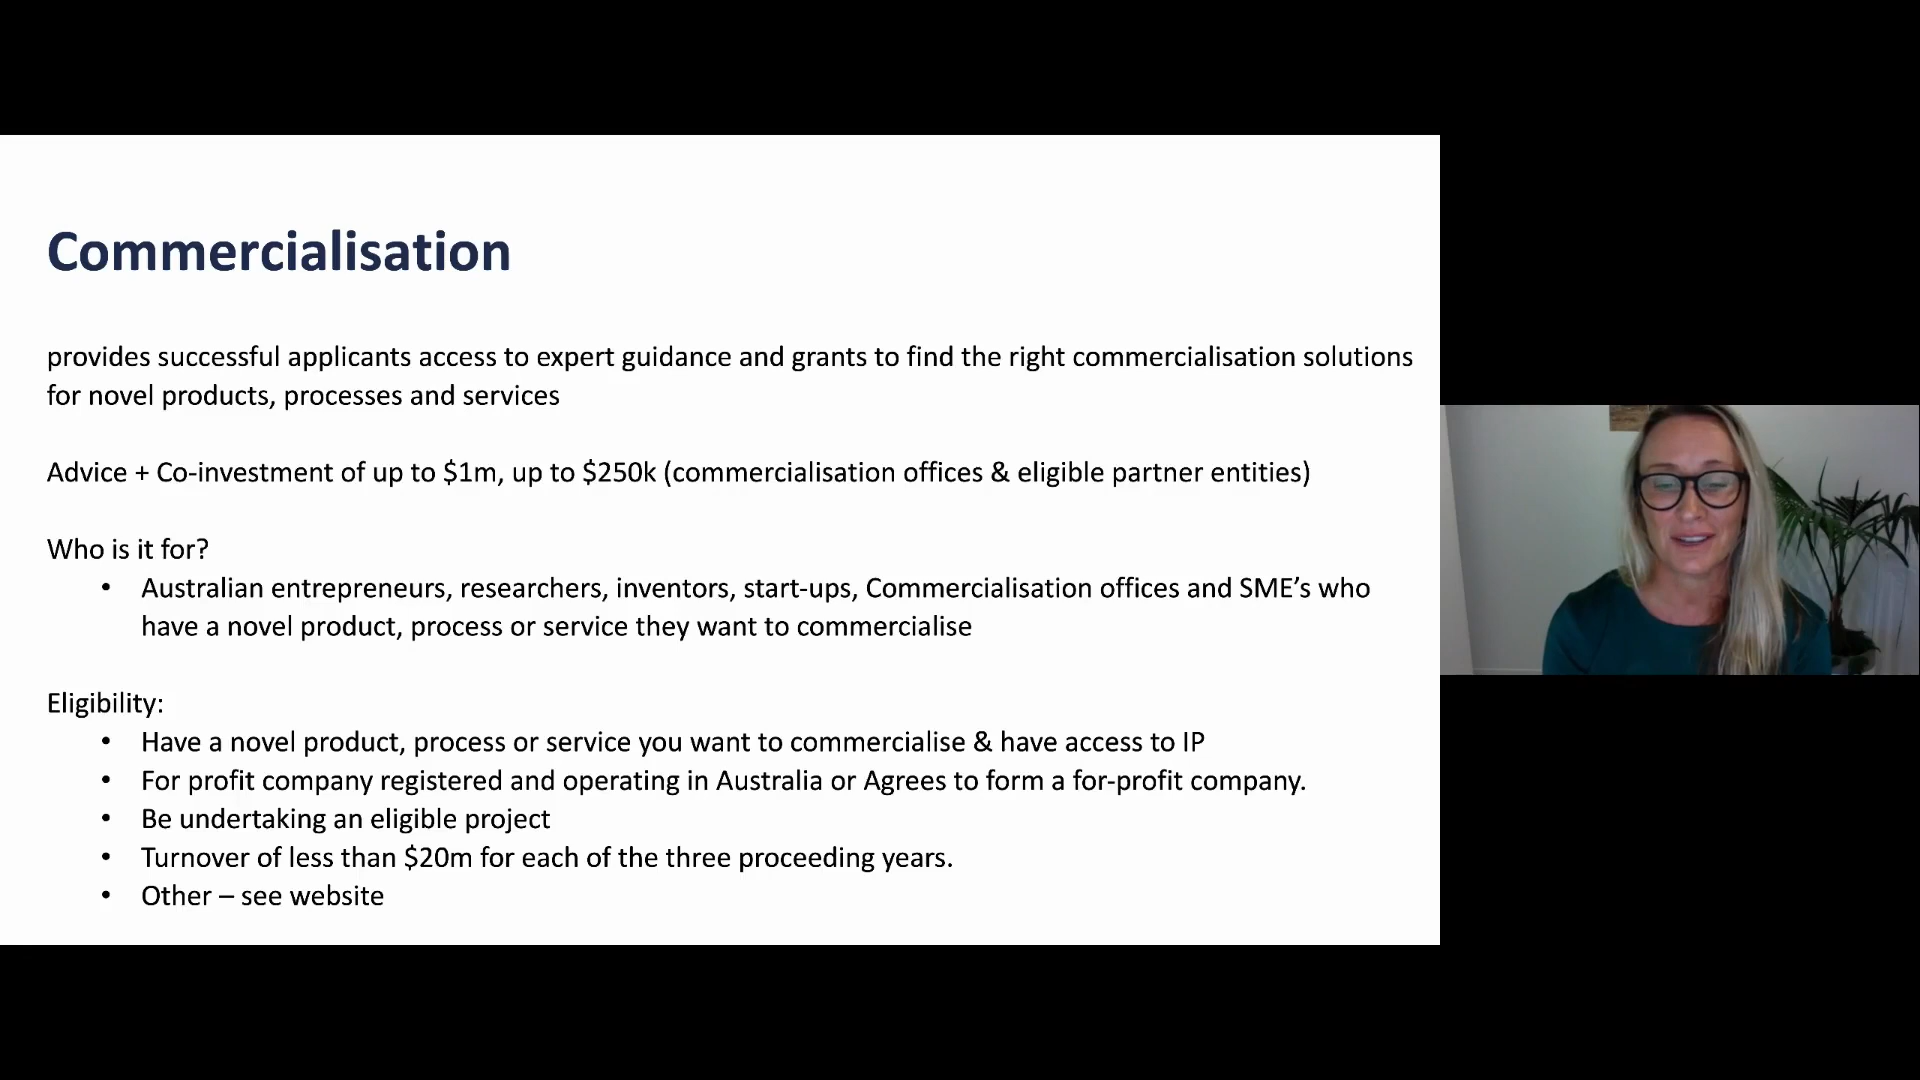 Commercialisation
provides successful applicants access to expert guidance and grants to find the right commercialisation solutions
for novel products, processes and services
Advice + Co-investment of up to $1m, up to $250k (commercialisation offices & eligible partner entities)
Who is it for?
• Australian entrepreneurs, researchers, inventors, start-ups, Commercialisation offices and SME’s who
have a novel product, process or service they want to commercialise
Eligibility:
• Have a novel product, process or service you want to commercialise & have access to IP
• For profit company registered and operating in Australia or Agrees to form a for-profit company.
• Be undertaking an eligible project
• Turnover of less than $20m for each of the three proceeding years.
• Other – see website